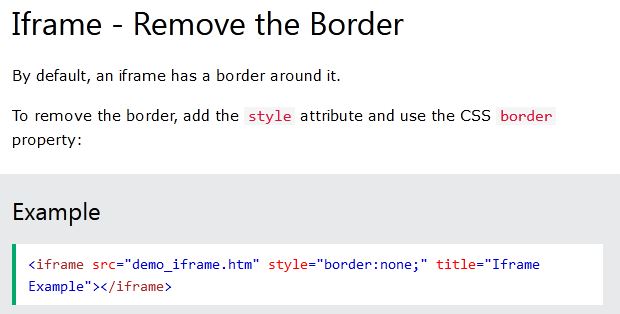 Iframe - Remove the Border
By default, an iframe has a border around it.
To remove the border, add the style attribute and use the CSS border
property:
Example
<iframe src="demo_iframe.htm" style="border:none;" title="Iframe
Example"></iframe>